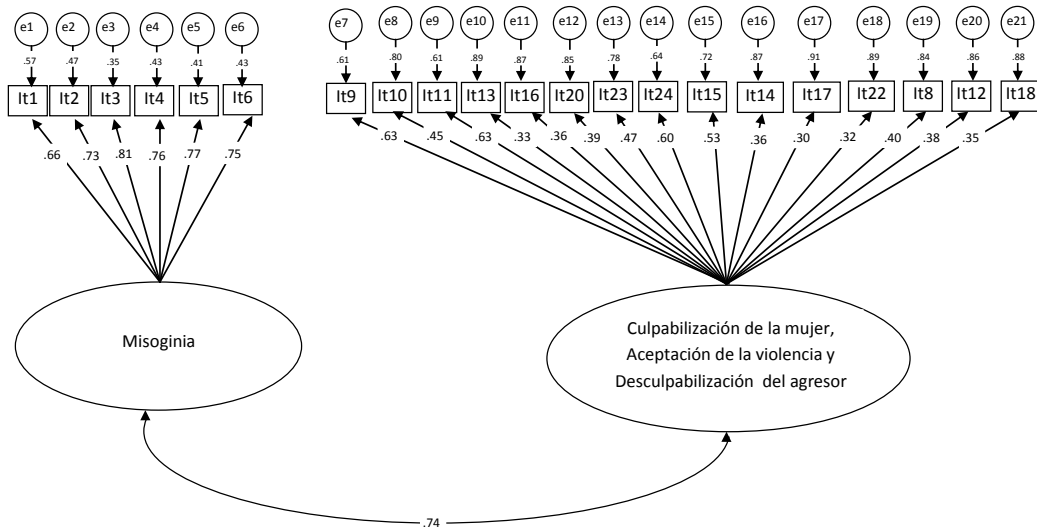 e1 e2 e3 e4 e5 e6 e7 e8 e9 e10 e11 e12 e13 e14 e15 e16 e17 e18 e19 e20 e21
.57 .47 .35 .43 .41 .43 .61 .80 .61 .89 .87 .85 .78 .64 .72 .87 .91 .89 .84 .86 .88
It1 It2 It3 It4 It5 It6 It9 It10 It11 It13 It16 It20 It23 It24 It15 It14 It17 It22 It8 It12 It18
.66 .73 .81 .76 .77 .75 .63 .45 .63 .33 .36 .39 .47 .60 .53 .36 .30 .32 .40 .38 .35
Misoginia
Culpabilización de la mujer,
Aceptación de la violencia y
Desculpabilización del agresor
.74